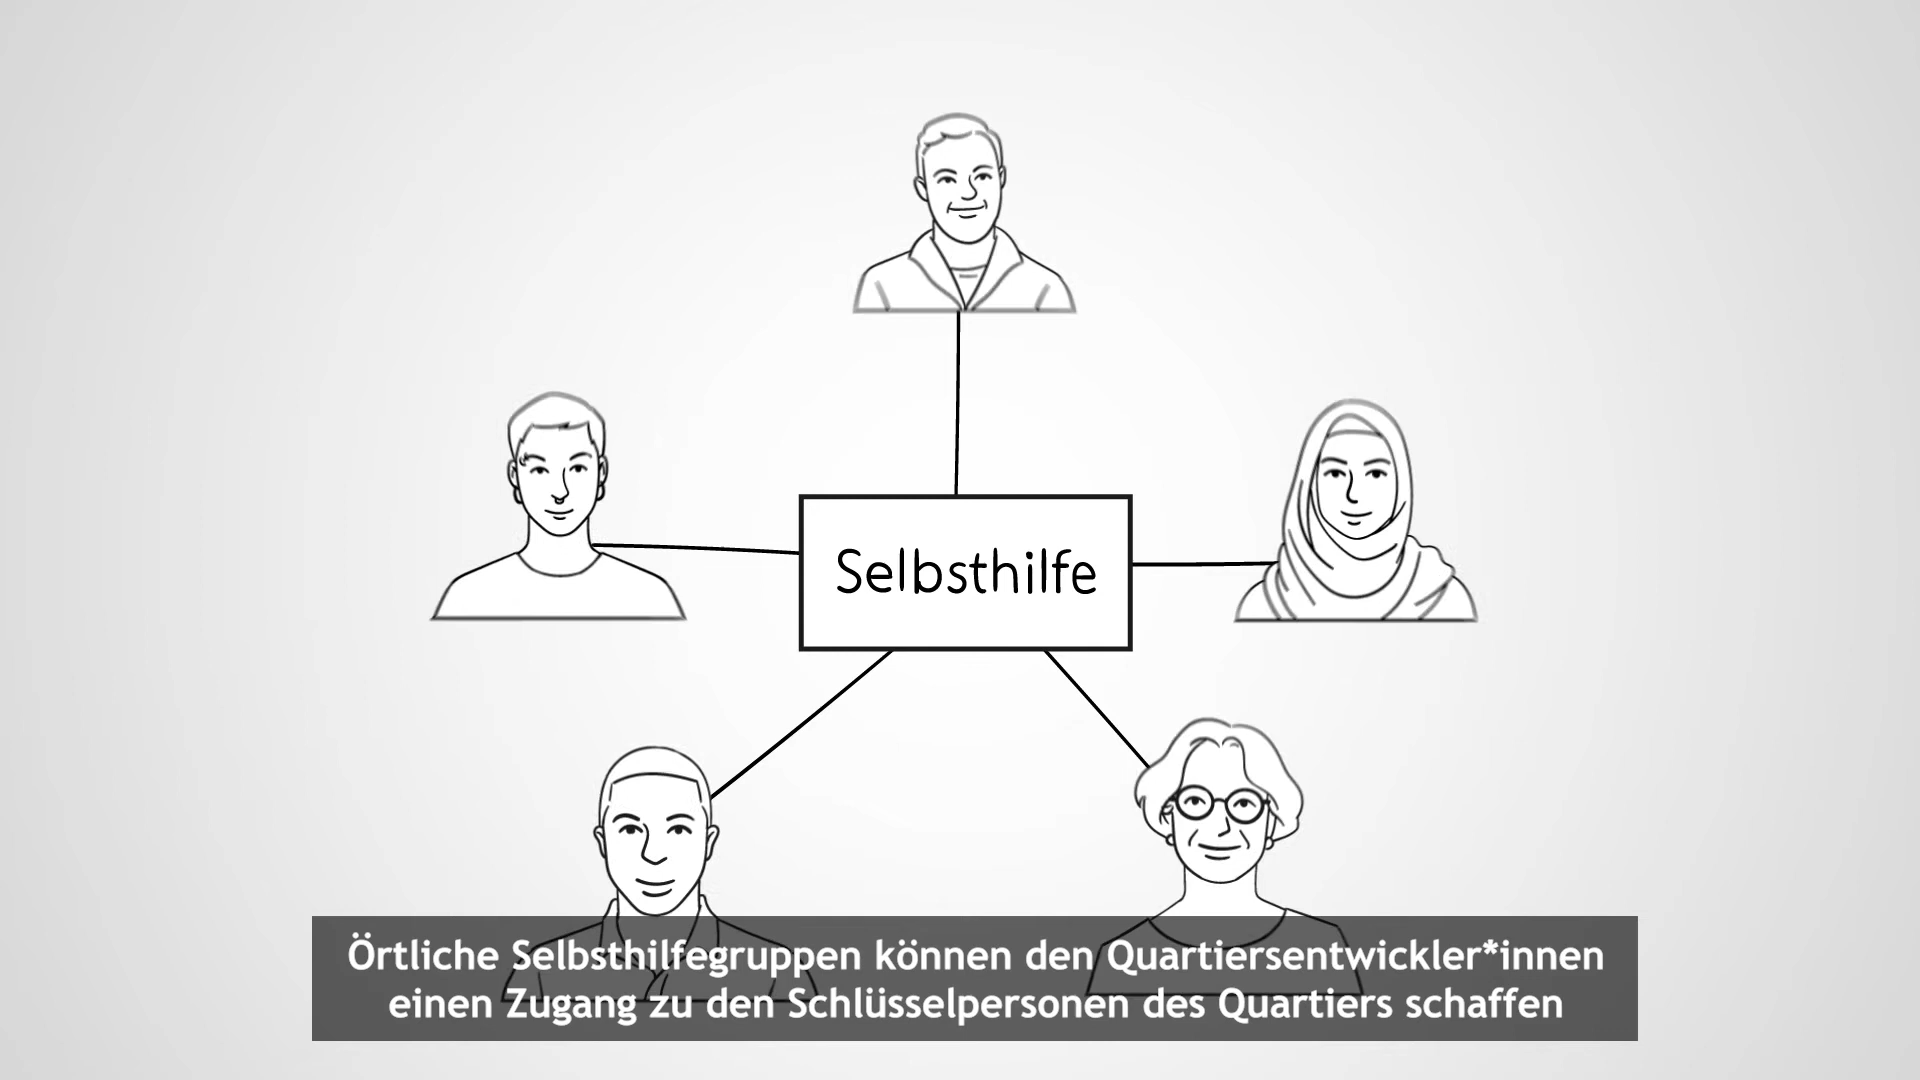 Selbsthilfe
Örtliche Selbsthilfegruppen können den Quartiersentwickler*innen
einen Zugang zu den Schlüsselpersonen des Quartiers schaffen